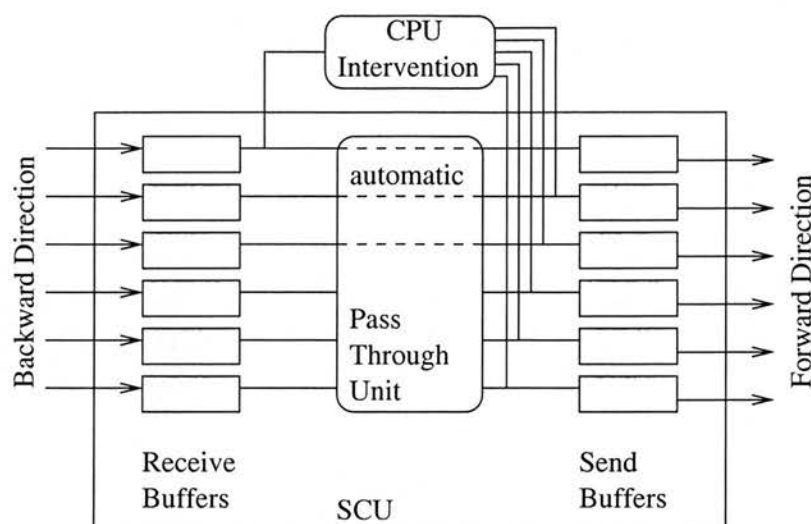 CPU
Intervention
Backward Direction
automatic
Pass
Through
Unit
Forward Direction
Receive
Buffers
SCU
Send
Buffers